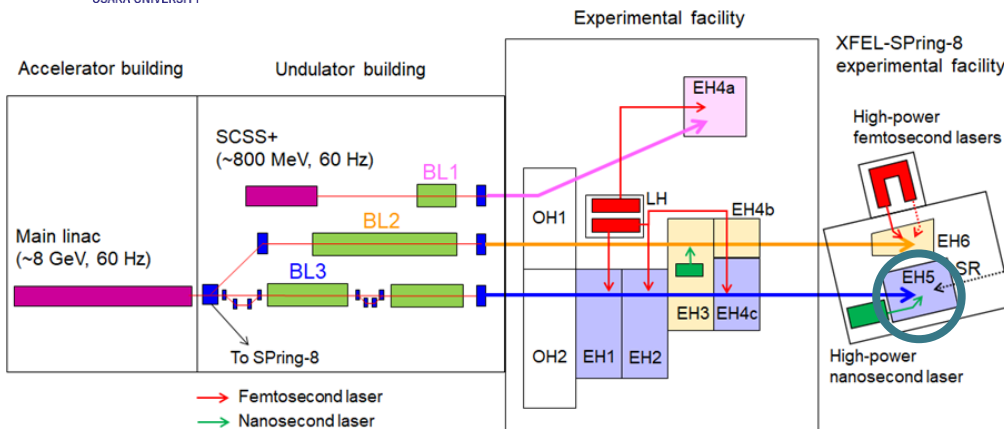 OSAKA UNIVERSITY
Experimental facility
Accelerator building
Undulator building
XFEL-SPring-8
experimental facility
SCSS+
(~800 MeV, 60 Hz)
BL1
EH4a
High-power
femtosecond lasers
LH
OH1
EH4b
BL2
Main linac
(~8 GeV, 60 Hz)
BL3
EH6
EH5
SR
EH3
EH4c
OH2
EH1
EH2
To SPring-8
High-power
nanosecond laser
Femtosecond laser
Nanosecond laser